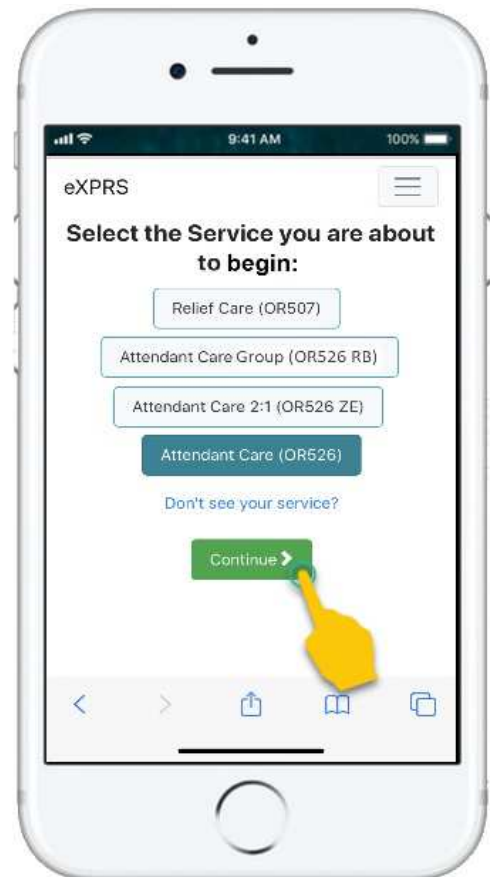 9:41 AM 100%
eXPRS
Select the Service you are about
to begin:
Relief Care (OR507)
Attendant Care Group (OR526 RB)
Attendant Care 2:1 (OR526 ZE)
Attendant Care (OR526)
Don't see your service?
Continue